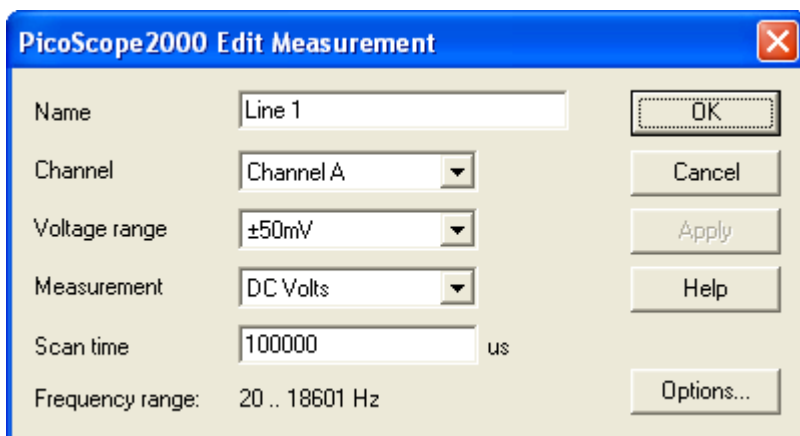 PicoScope2000 Edit Measurement
Name Line 1 OK
Channel Channel A Cancel
Voltage range ±50mV Apply
Measurement DC Volts Help
Scan time 100000 us
Frequency range: 20 .. 18601 Hz Options...